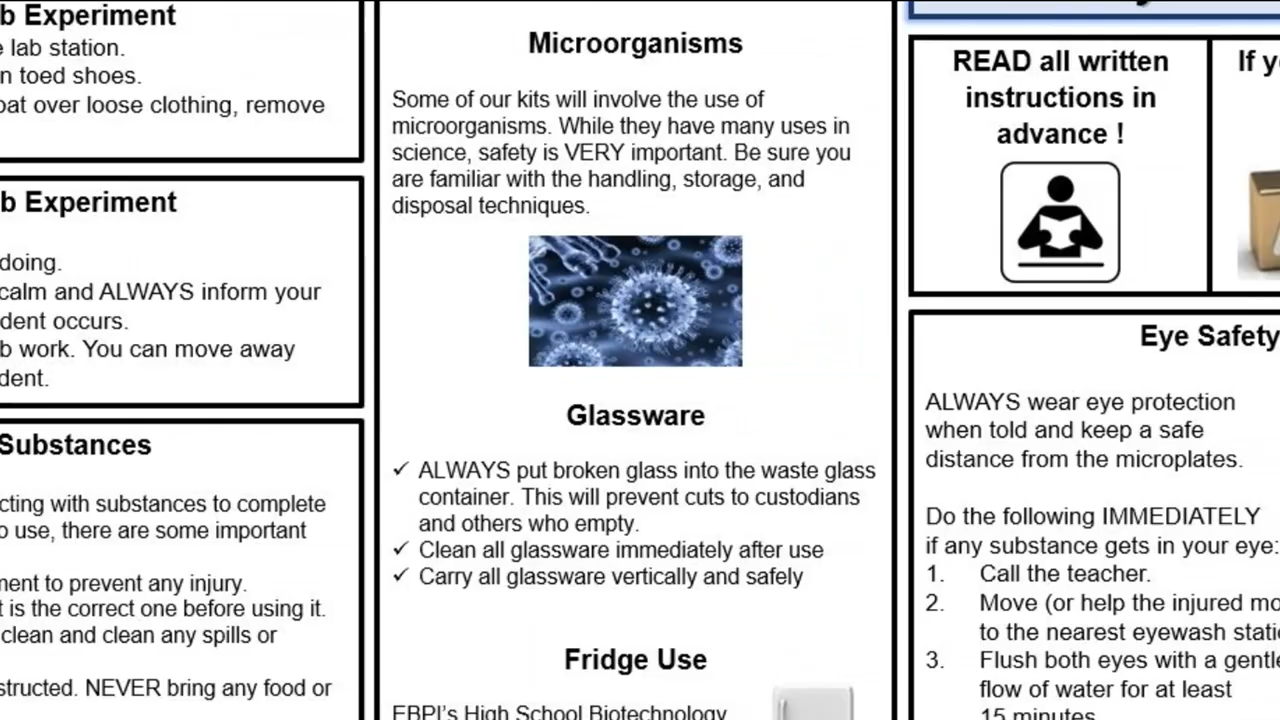 b Experiment
e lab station.
n toed shoes.
oat over loose clothing, remove
b Experiment
doing.
calm and ALWAYS inform your
dent occurs.
b work. You can move away
dent.
Substances
cting with substances to complete
o use, there are some important
ment to prevent any injury.
t is the correct one before using it.
clean and clean any spills or
structed. NEVER bring any food or
Microorganisms
Some of our kits will involve the use of
microorganisms. While they have many uses in
science, safety is VERY important. Be sure you
are familiar with the handling, storage, and
disposal techniques.
Glassware
✓ ALWAYS put broken glass into the waste glass
container. This will prevent cuts to custodians
and others who empty.
✓ Clean all glassware immediately after use
✓ Carry all glassware vertically and safely
Fridge Use
EBPI's High School Biotechnology
READ all written
instructions in
advance !
If y
Eye Safety
ALWAYS wear eye protection
when told and keep a safe
distance from the microplates.
Do the following IMMEDIATELY
if any substance gets in your eye:
1. Call the teacher.
2. Move (or help the injured mo
to the nearest eyewash stati
3. Flush both eyes with a gentl
flow of water for at least
15 minutes